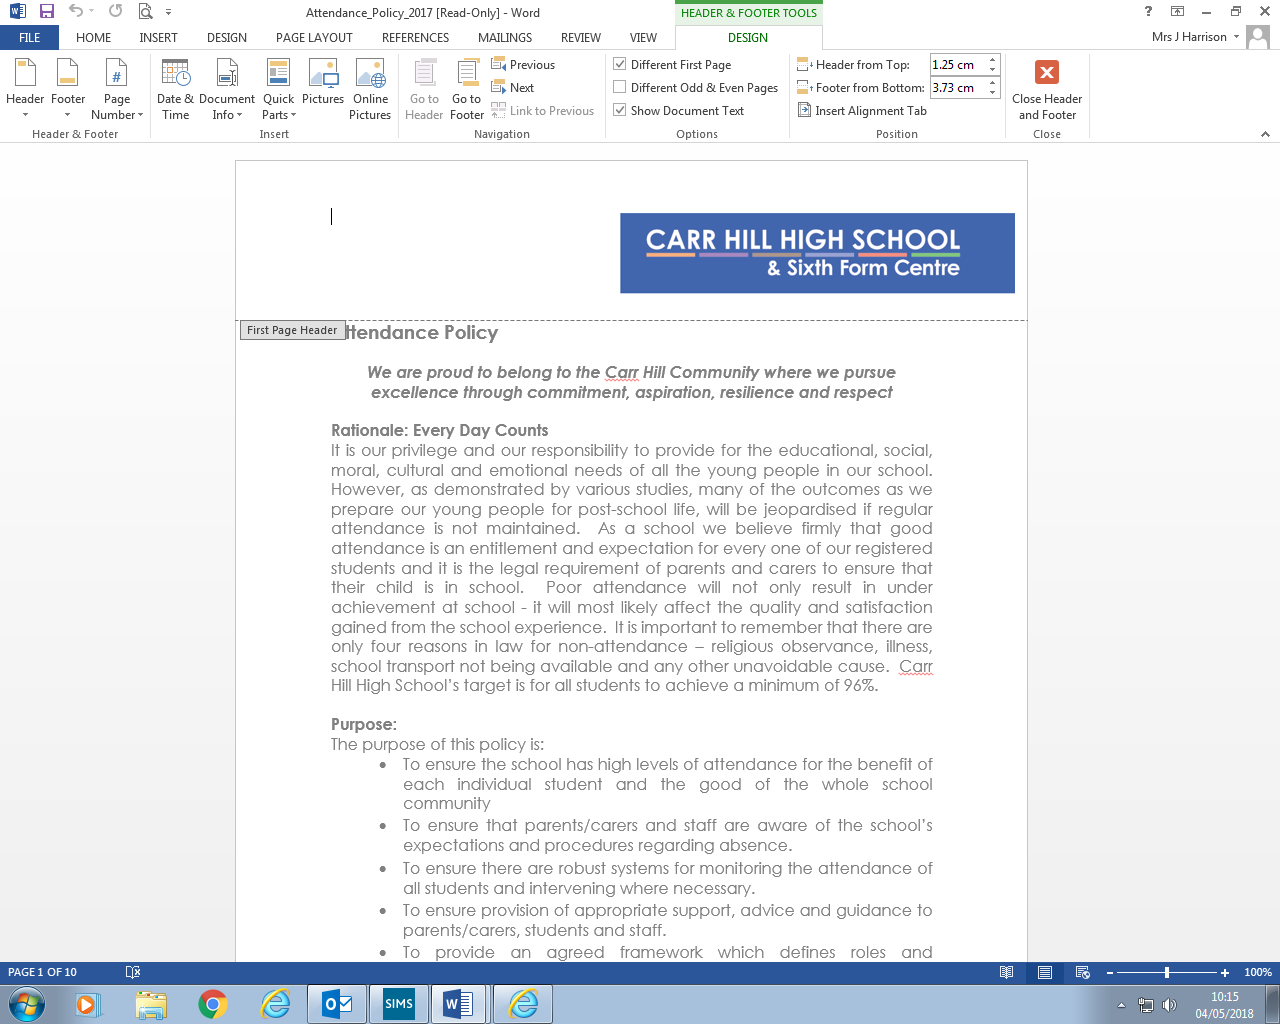 Attendance_Policy_2017 [Read-Only] - Word
HEADER & FOOTER TOOLS
FILE HOME INSERT DESIGN PAGE LAYOUT REFERENCES MAILINGS REVIEW VIEW DESIGN Mrs J Harrison
Header Footer Page Number
Header & Footer
Date & Time Document Info Quick Parts Pictures Online Pictures
Insert
Go to Header Go to Footer Previous Next Link to Previous
Navigation
Different First Page
Different Odd & Even Pages
Show Document Text
Options
Header from Top: 1.25 cm
Footer from Bottom: 3.73 cm
Insert Alignment Tab
Position
Close Header and Footer
Close
CARR HILL HIGH SCHOOL
& Sixth Form Centre
First Page Header
ttendance Policy
We are proud to belong to the Carr Hill Community where we pursue
excellence through commitment, aspiration, resilience and respect
Rationale: Every Day Counts
It is our privilege and our responsibility to provide for the educational, social,
moral, cultural and emotional needs of all the young people in our school.
However, as demonstrated by various studies, many of the outcomes as we
prepare our young people for post-school life, will be jeopardised if regular
attendance is not maintained. As a school we believe firmly that good
attendance is an entitlement and expectation for every one of our registered
students and it is the legal requirement of parents and carers to ensure that
their child is in school. Poor attendance will not only result in under
achievement at school - it will most likely affect the quality and satisfaction
gained from the school experience. It is important to remember that there are
only four reasons in law for non-attendance – religious observance, illness,
school transport not being available and any other unavoidable cause. Carr
Hill High School's target is for all students to achieve a minimum of 96%.
Purpose:
The purpose of this policy is:
• To ensure the school has high levels of attendance for the benefit of
each individual student and the good of the whole school
community
• To ensure that parents/carers and staff are aware of the school's
expectations and procedures regarding absence.
• To ensure there are robust systems for monitoring the attendance of
all students and intervening where necessary.
• To ensure provision of appropriate support, advice and guidance to
parents/carers, students and staff.
• To provide an agreed framework which defines roles and
PAGE 1 OF 10
100%
SIMS
10:15
04/05/2018